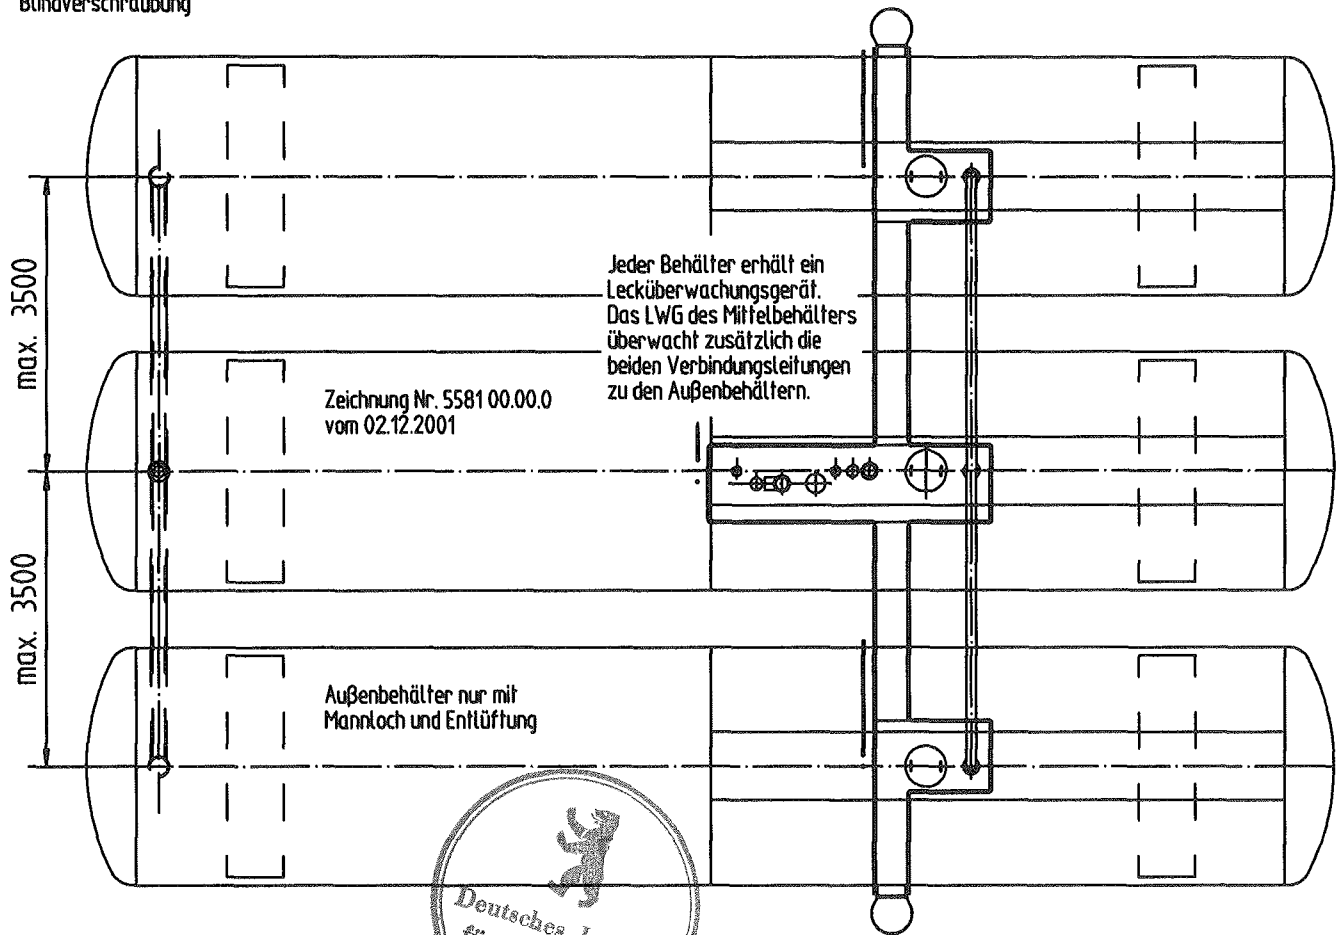 Blindverschraubung
max. 3500
Jeder Behälter erhält ein
Lecküberwachungsgerät.
Das LWG des Mittelbehälters
überwacht zusätzlich die
beiden Verbindungsleitungen
zu den Außenbehältern.
Zeichnung Nr. 5581 00.00.0
vom 02.12.2001
max. 3500
Außenbehälter nur mit
Mannloch und Entlüftung
Deutsches